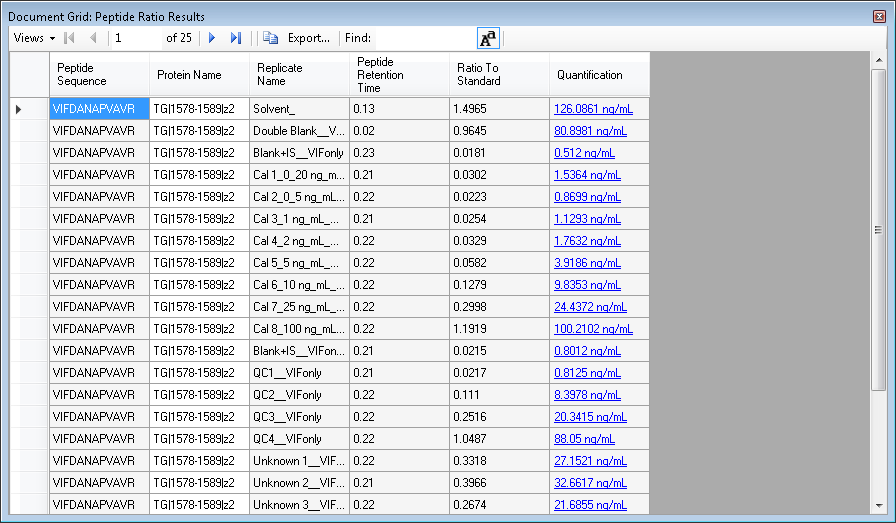 Document Grid: Peptide Ratio Results
Views 1 of 25 Export... Find: Aa
Peptide Sequence Protein Name Replicate Name Peptide Retention Time Ratio To Standard Quantification
VIFDANAPVAVR TG|1578-1589|z2 Solvent_ 0.13 1.4965 126.0861 ng/mL
VIFDANAPVAVR TG|1578-1589|z2 Double Blank__V... 0.02 0.9645 80.8981 ng/mL
VIFDANAPVAVR TG|1578-1589|z2 Blank+IS__VIFonly 0.23 0.0181 0.512 ng/mL
VIFDANAPVAVR TG|1578-1589|z2 Cal 1_0_20 ng_m... 0.21 0.0302 1.5364 ng/mL
VIFDANAPVAVR TG|1578-1589|z2 Cal 2_0_5 ng_mL... 0.22 0.0223 0.8699 ng/mL
VIFDANAPVAVR TG|1578-1589|z2 Cal 3_1 ng_mL_... 0.21 0.0254 1.1293 ng/mL
VIFDANAPVAVR TG|1578-1589|z2 Cal 4_2 ng_mL_... 0.22 0.0329 1.7632 ng/mL
VIFDANAPVAVR TG|1578-1589|z2 Cal 5_5 ng_mL_... 0.22 0.0582 3.9186 ng/mL
VIFDANAPVAVR TG|1578-1589|z2 Cal 6_10 ng_mL_... 0.22 0.1279 9.8353 ng/mL
VIFDANAPVAVR TG|1578-1589|z2 Cal 7_25 ng_mL_... 0.22 0.2998 24.4372 ng/mL
VIFDANAPVAVR TG|1578-1589|z2 Cal 8_100 ng_mL... 0.22 1.1919 100.2102 ng/mL
VIFDANAPVAVR TG|1578-1589|z2 Blank+IS__VIFon... 0.21 0.0215 0.8012 ng/mL
VIFDANAPVAVR TG|1578-1589|z2 QC1__VIFonly 0.21 0.0217 0.8125 ng/mL
VIFDANAPVAVR TG|1578-1589|z2 QC2__VIFonly 0.22 0.111 8.3978 ng/mL
VIFDANAPVAVR TG|1578-1589|z2 QC3__VIFonly 0.22 0.2516 20.3415 ng/mL
VIFDANAPVAVR TG|1578-1589|z2 QC4__VIFonly 0.22 1.0487 88.05 ng/mL
VIFDANAPVAVR TG|1578-1589|z2 Unknown 1__VIF... 0.22 0.3318 27.1521 ng/mL
VIFDANAPVAVR TG|1578-1589|z2 Unknown 2__VIF... 0.21 0.3966 32.6617 ng/mL
VIFDANAPVAVR TG|1578-1589|z2 Unknown 3__VIF... 0.22 0.2674 21.6855 ng/mL